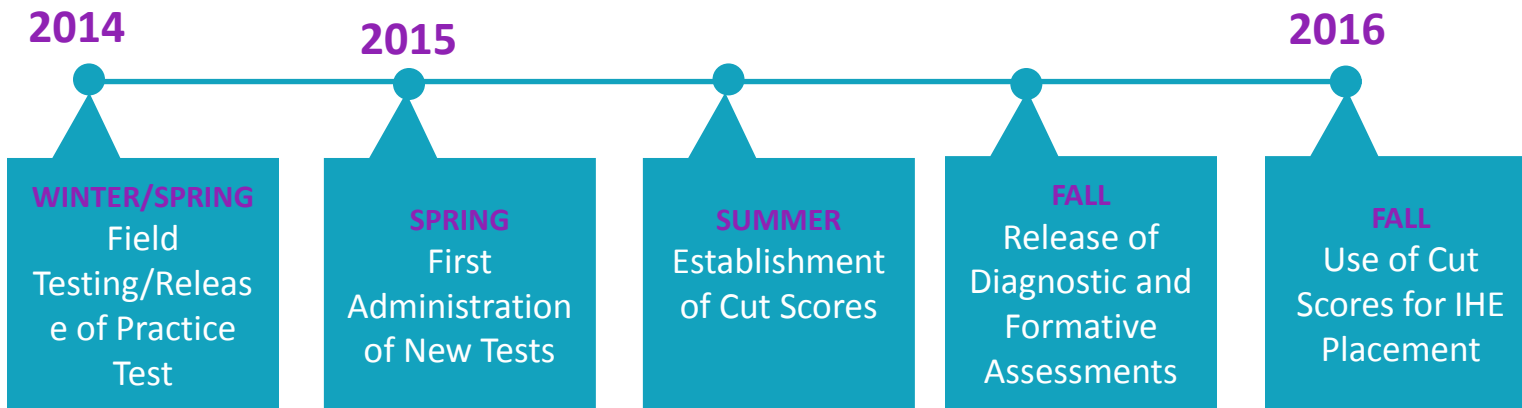 2014
2015
2016
WINTER/SPRING
Field
Testing/Releas
e of Practice
Test
SPRING
First
Administration
of New Tests
SUMMER
Establishment
of Cut Scores
FALL
Release of
Diagnostic and
Formative
Assessments
FALL
Use of Cut
Scores for IHE
Placement